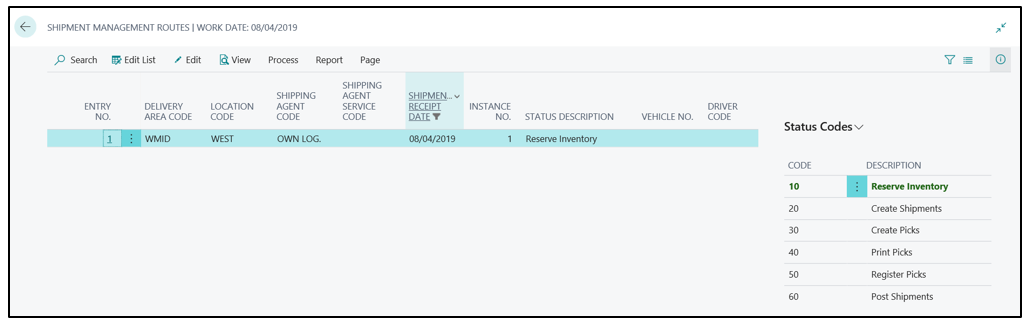 SHIPMENT MANAGEMENT ROUTES | WORK DATE: 08/04/2019
Search Edit List Edit View Process Report Page
ENTRY NO. DELIVERY AREA CODE LOCATION CODE SHIPPING AGENT CODE SHIPPING AGENT SERVICE CODE SHIPMEN... RECEIPT DATE INSTANCE NO. STATUS DESCRIPTION VEHICLE NO. DRIVER CODE
1 WMID WEST OWN LOG. 08/04/2019 1 Reserve Inventory
Status Codes
CODE DESCRIPTION
10 Reserve Inventory
20 Create Shipments
30 Create Picks
40 Print Picks
50 Register Picks
60 Post Shipments